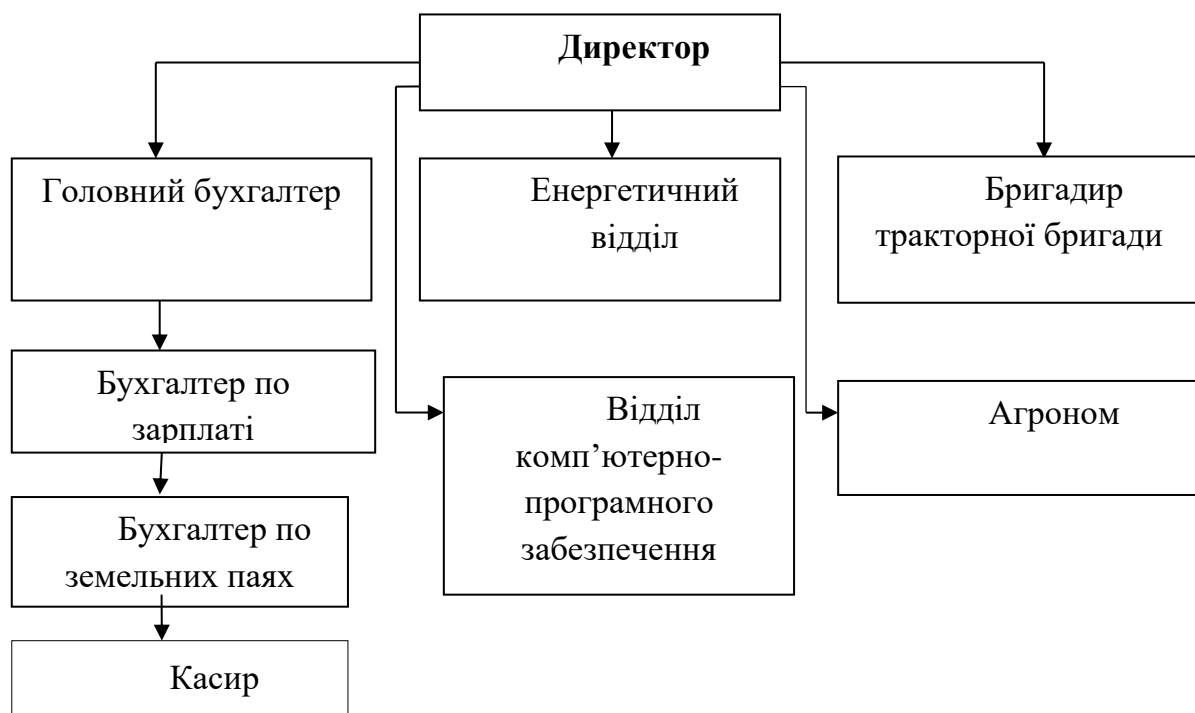 Директор
Головний бухгалтер
Енергетичний
відділ
Бригадир
тракторної бригади
Бухгалтер по
зарплаті
Відділ
комп’ютерно-
програмного
забезпечення
Агроном
Бухгалтер по
земельних паях
Касир